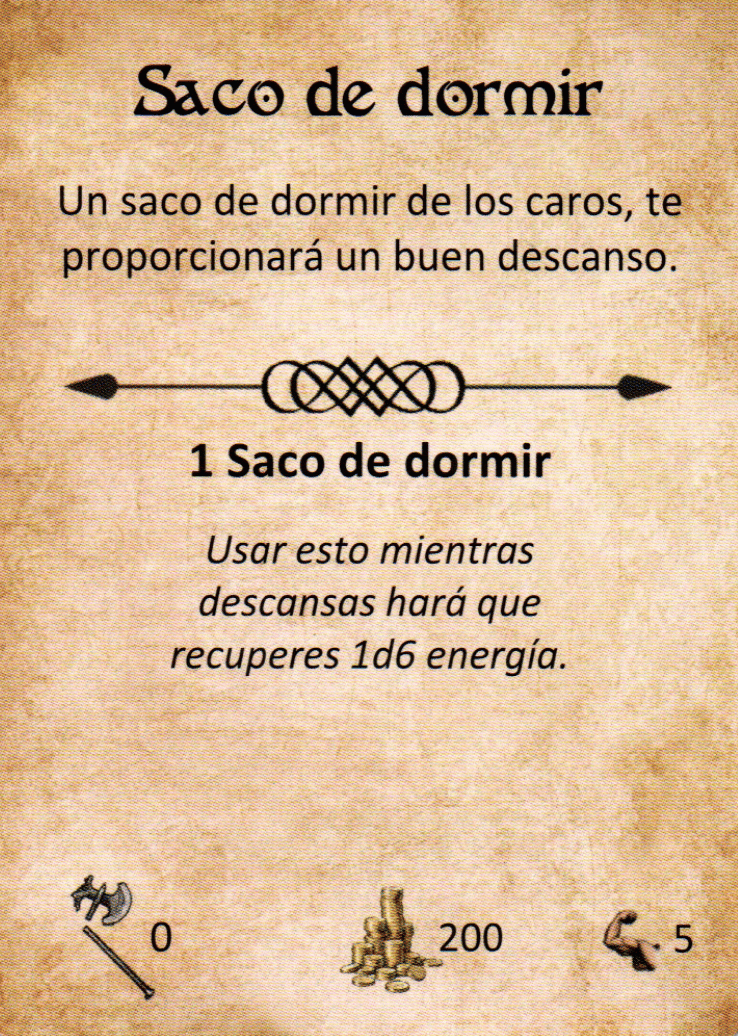 Saco de dormir
Un saco de dormir de los caros, te
proporcionará un buen descanso.
1 Saco de dormir
Usar esto mientras
descansas hará que
recuperes 1d6 energía.
0 200 5